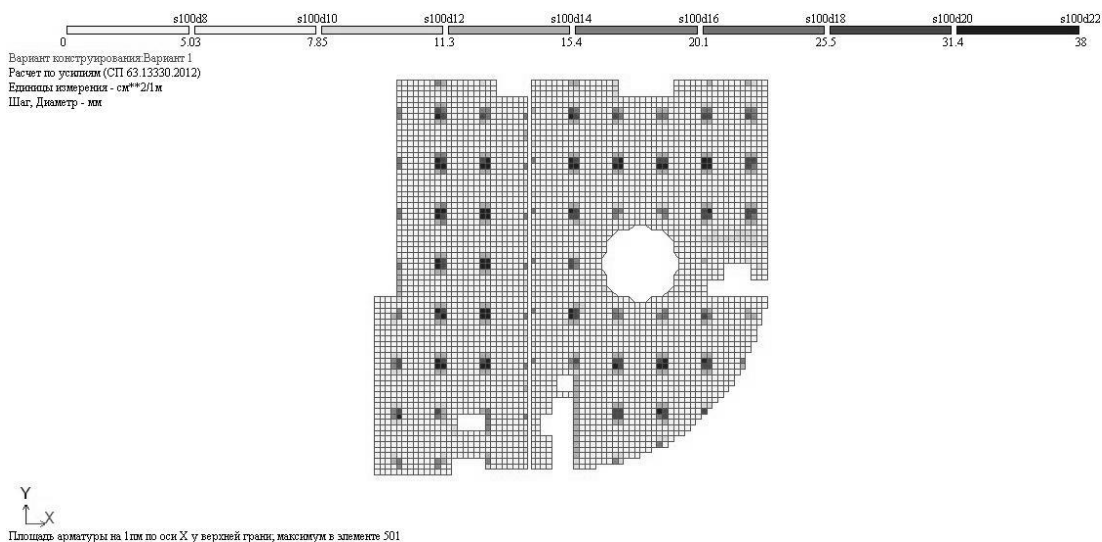 s100d8 s100d10 s100d12 s100d14 s100d16 s100d18 s100d20 s100d22
0 5.03 7.85 11.3 15.4 20.1 25.5 31.4 38
Вариант конструирования:Вариант 1
Расчет по усилиям (СП 63.13330.2012)
Единицы измерения - см**2/1м
Шаг, Диаметр - мм
Y
X
Площадь арматуры на 1пм по оси X у верхней грани; максимум в элементе 501